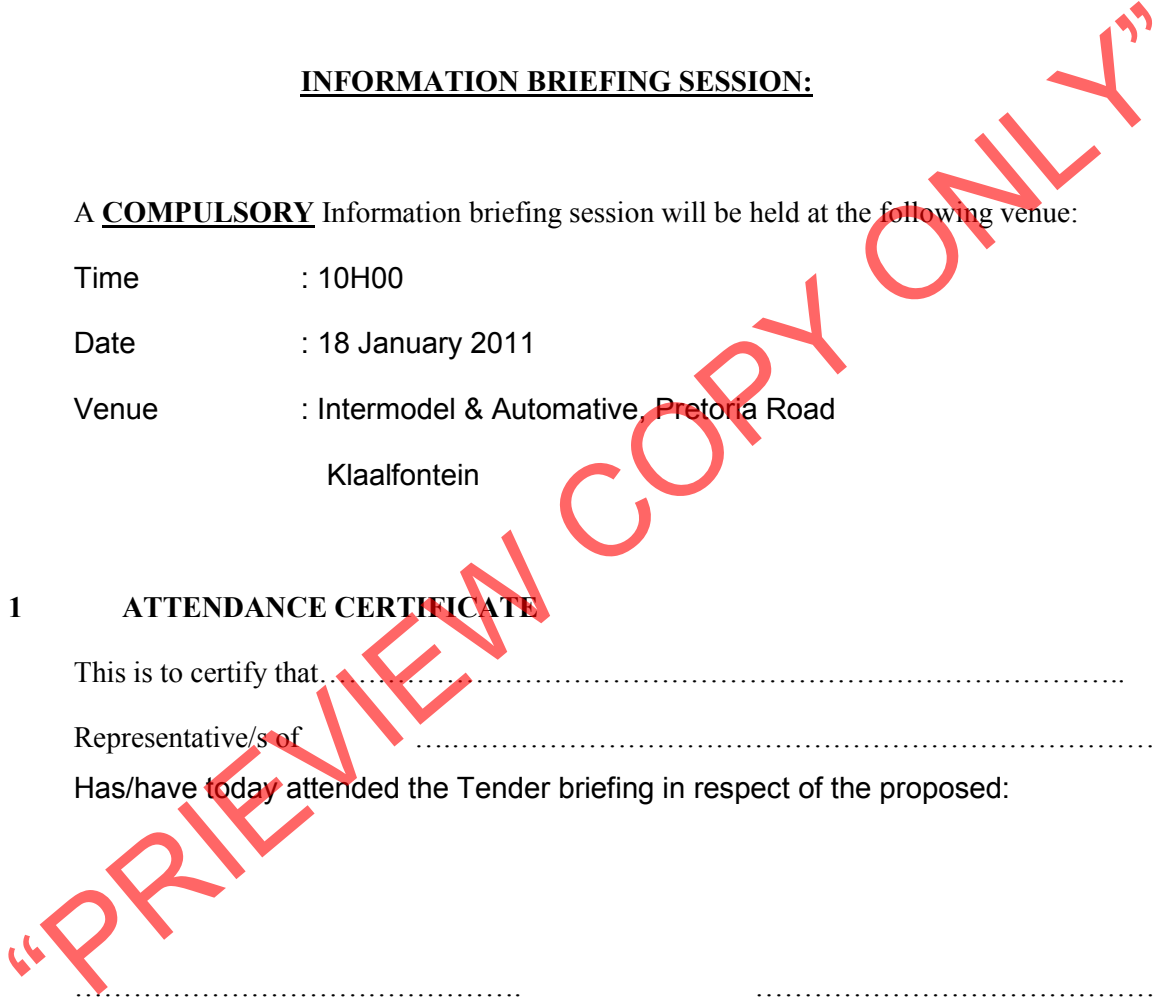 INFORMATION BRIEFING SESSION:
A COMPULSORY Information briefing session will be held at the following venue:
Time : 10H00
Date : 18 January 2011
Venue : Intermodel & Automative, Pretoria Road
Klaalfontein
1 ATTENDANCE CERTIFICATE
This is to certify that…………………………………………………………………………..
Representative/s of ….……………………………………………………………
Has/have today attended the Tender briefing in respect of the proposed:
………………………………………. ……………………………………
“PRIEVIEW COPY ONLY”